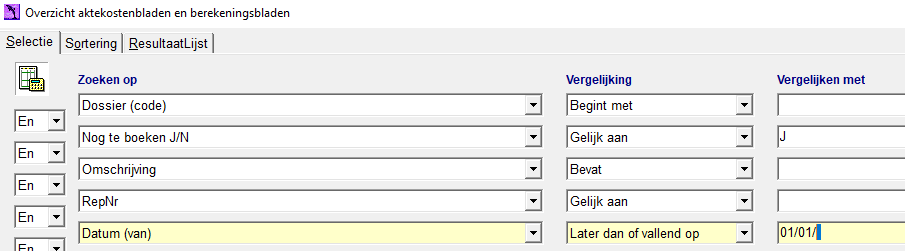 Overzicht aktekostenbladen en berekeningsbladen
Selectie Sortering ResultaatLijst
Zoeken op Vergelijking Vergelijken met
Dossier (code) Begint met
En
Nog te boeken J/N Gelijk aan J
En
Omschrijving Bevat
En
RepNr Gelijk aan
En
Datum (van) Later dan of vallend op 01/01/
En